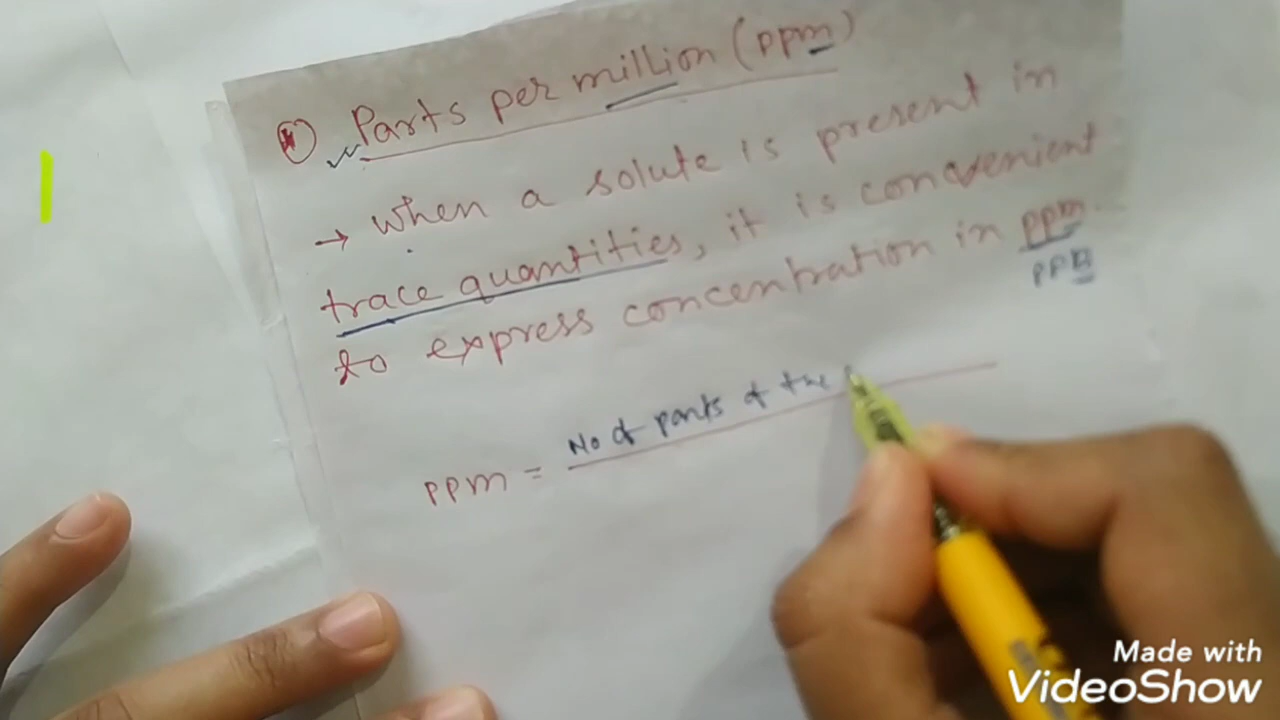 Parts per million (ppm)
→ When a solute is present in
trace quantities, it is convenient
to express concentration in ppm.
ppm
No of parts of the
PPM =
Made with
VideoShow